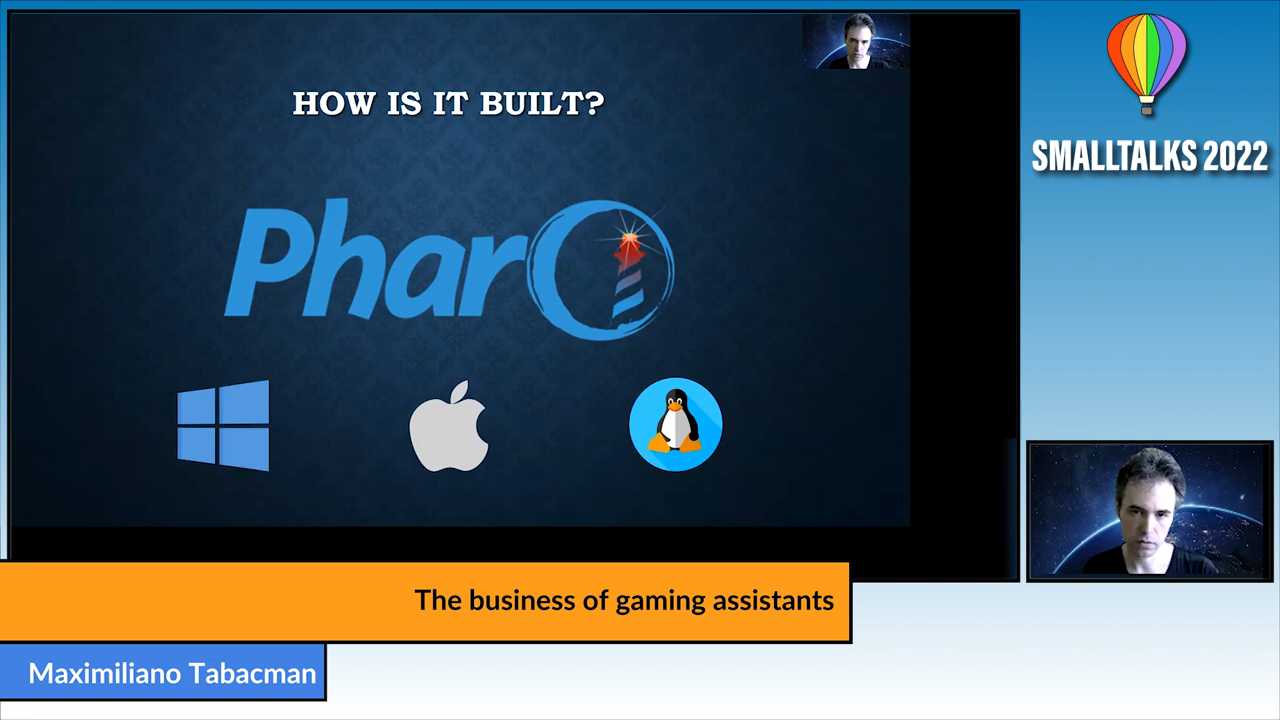 HOW IS IT BUILT?
Pharo
SMALLTALKS 2022
The business of gaming assistants
Maximiliano Tabacman